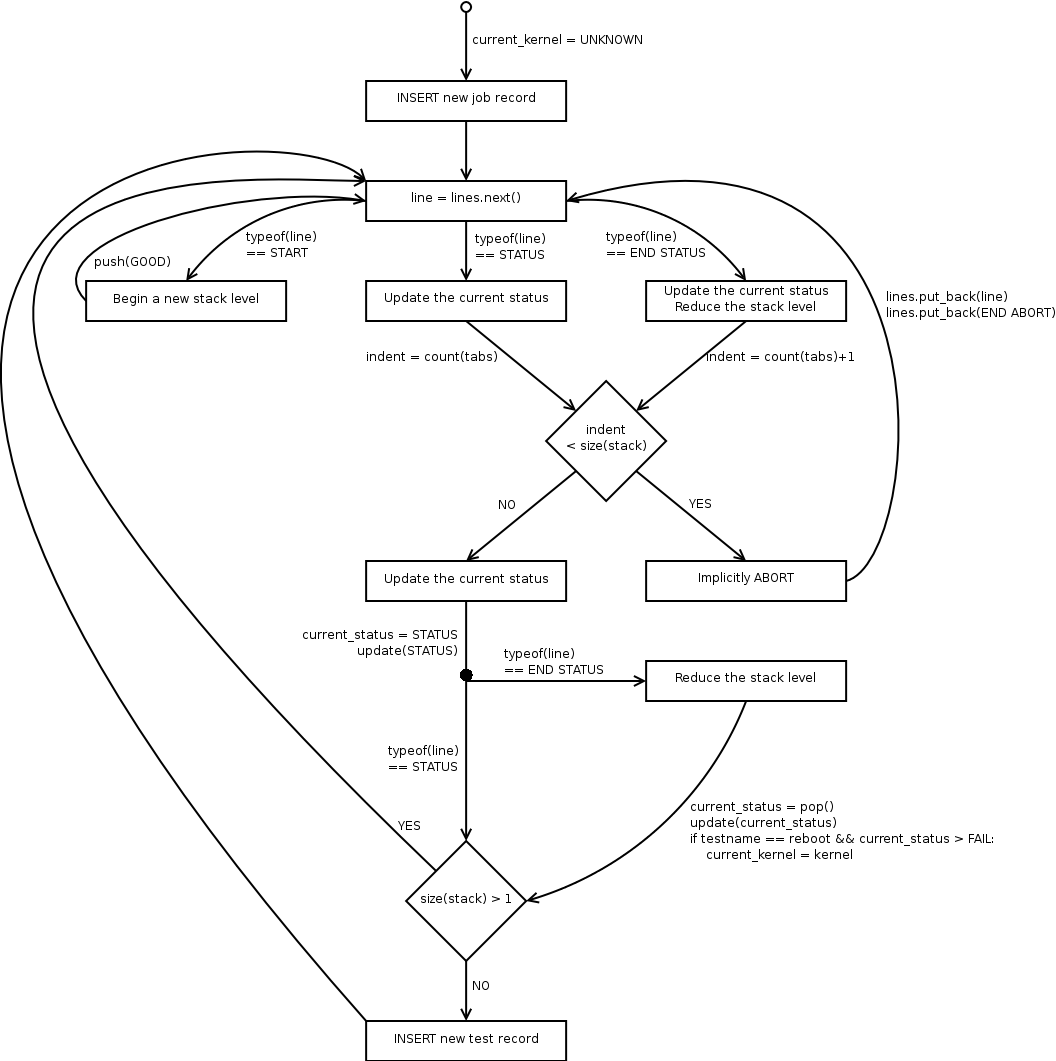 current_kernel = UNKNOWN
INSERT new job record
line = lines.next()
typeof(line)
== START
typeof(line)
== STATUS
typeof(line)
== END STATUS
push(GOOD)
Begin a new stack level
Update the current status
Update the current status
Reduce the stack level
lines.put_back(line)
lines.put_back(END ABORT)
indent = count(tabs)
indent = count(tabs)+1
indent
< size(stack)
NO
YES
Update the current status
Implicitly ABORT
current_status = STATUS
update(STATUS)
typeof(line)
== END STATUS
Reduce the stack level
typeof(line)
== STATUS
current_status = pop()
update(current_status)
if testname == reboot && current_status > FAIL:
current_kernel = kernel
YES
size(stack) > 1
NO
INSERT new test record